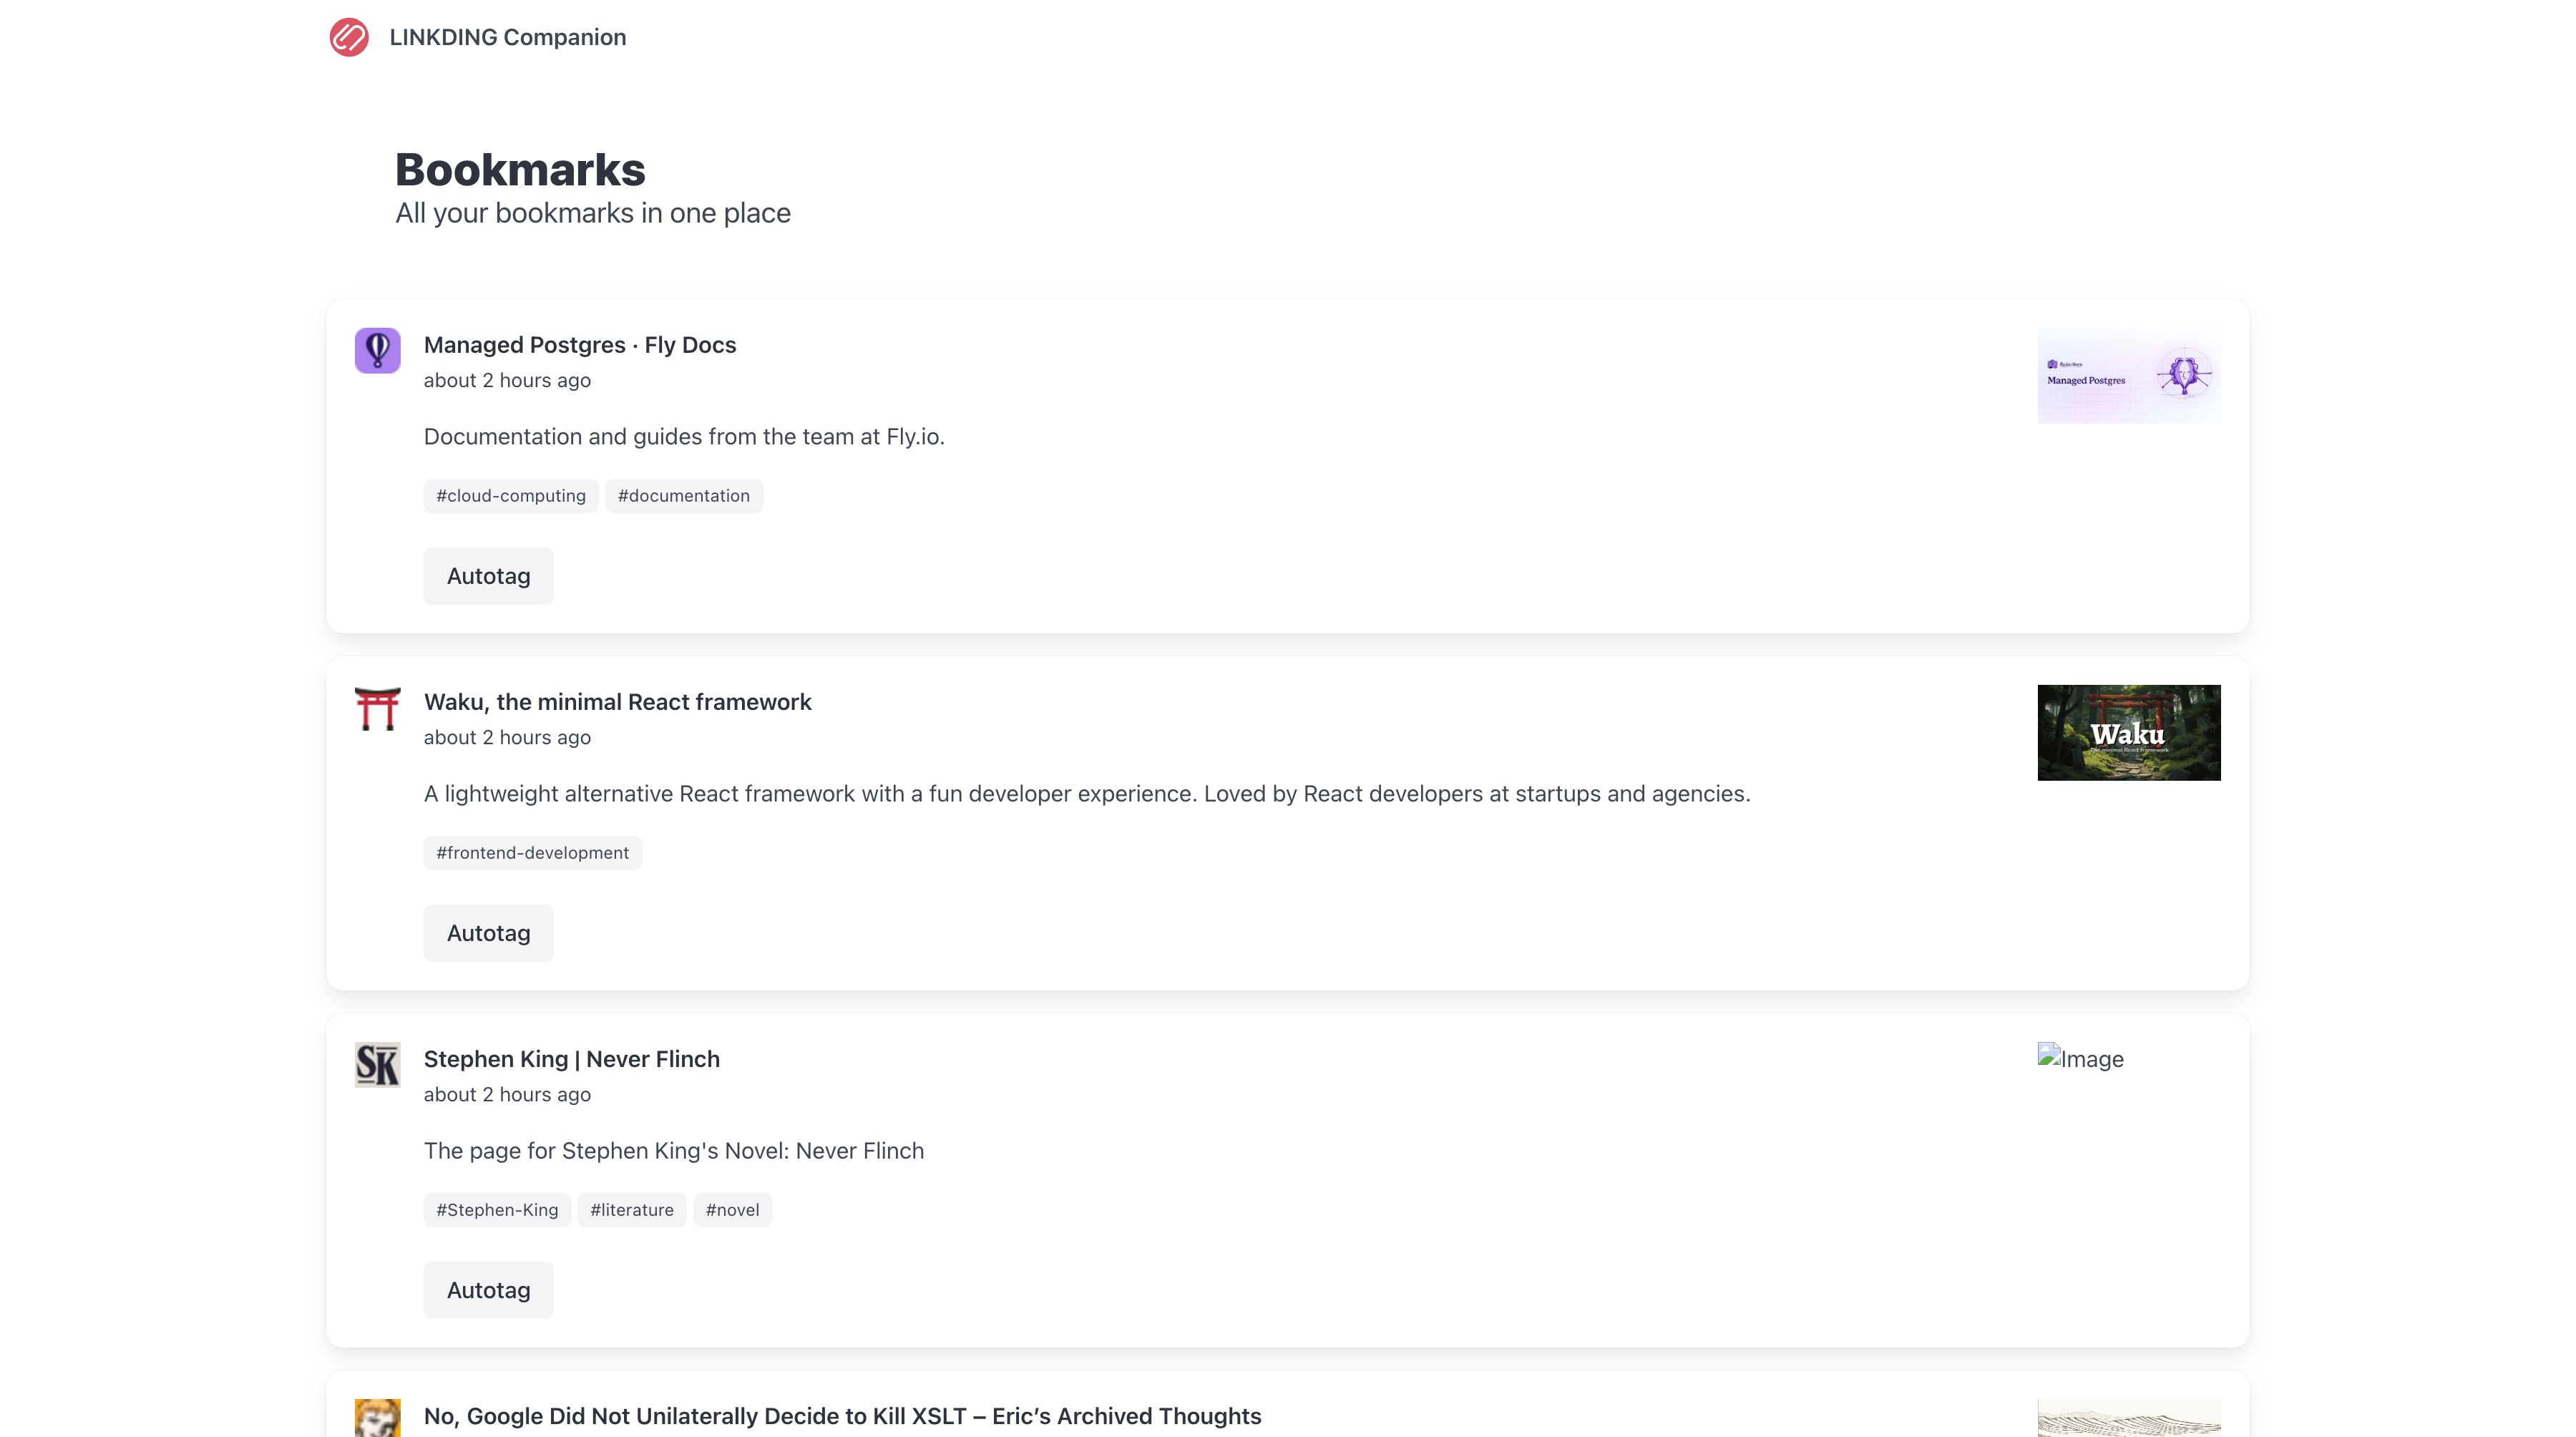 LINKDING Companion
Bookmarks
All your bookmarks in one place
Managed Postgres · Fly Docs
about 2 hours ago
Documentation and guides from the team at Fly.io.
#cloud-computing #documentation
Autotag
Managed Postgres
Waku, the minimal React framework
about 2 hours ago
A lightweight alternative React framework with a fun developer experience. Loved by React developers at startups and agencies.
#frontend-development
Autotag
Waku
The minimal React framework
SK
Stephen King | Never Flinch
about 2 hours ago
The page for Stephen King's Novel: Never Flinch
#Stephen-King #literature #novel
Autotag
Image
No, Google Did Not Unilaterally Decide to Kill XSLT – Eric’s Archived Thoughts